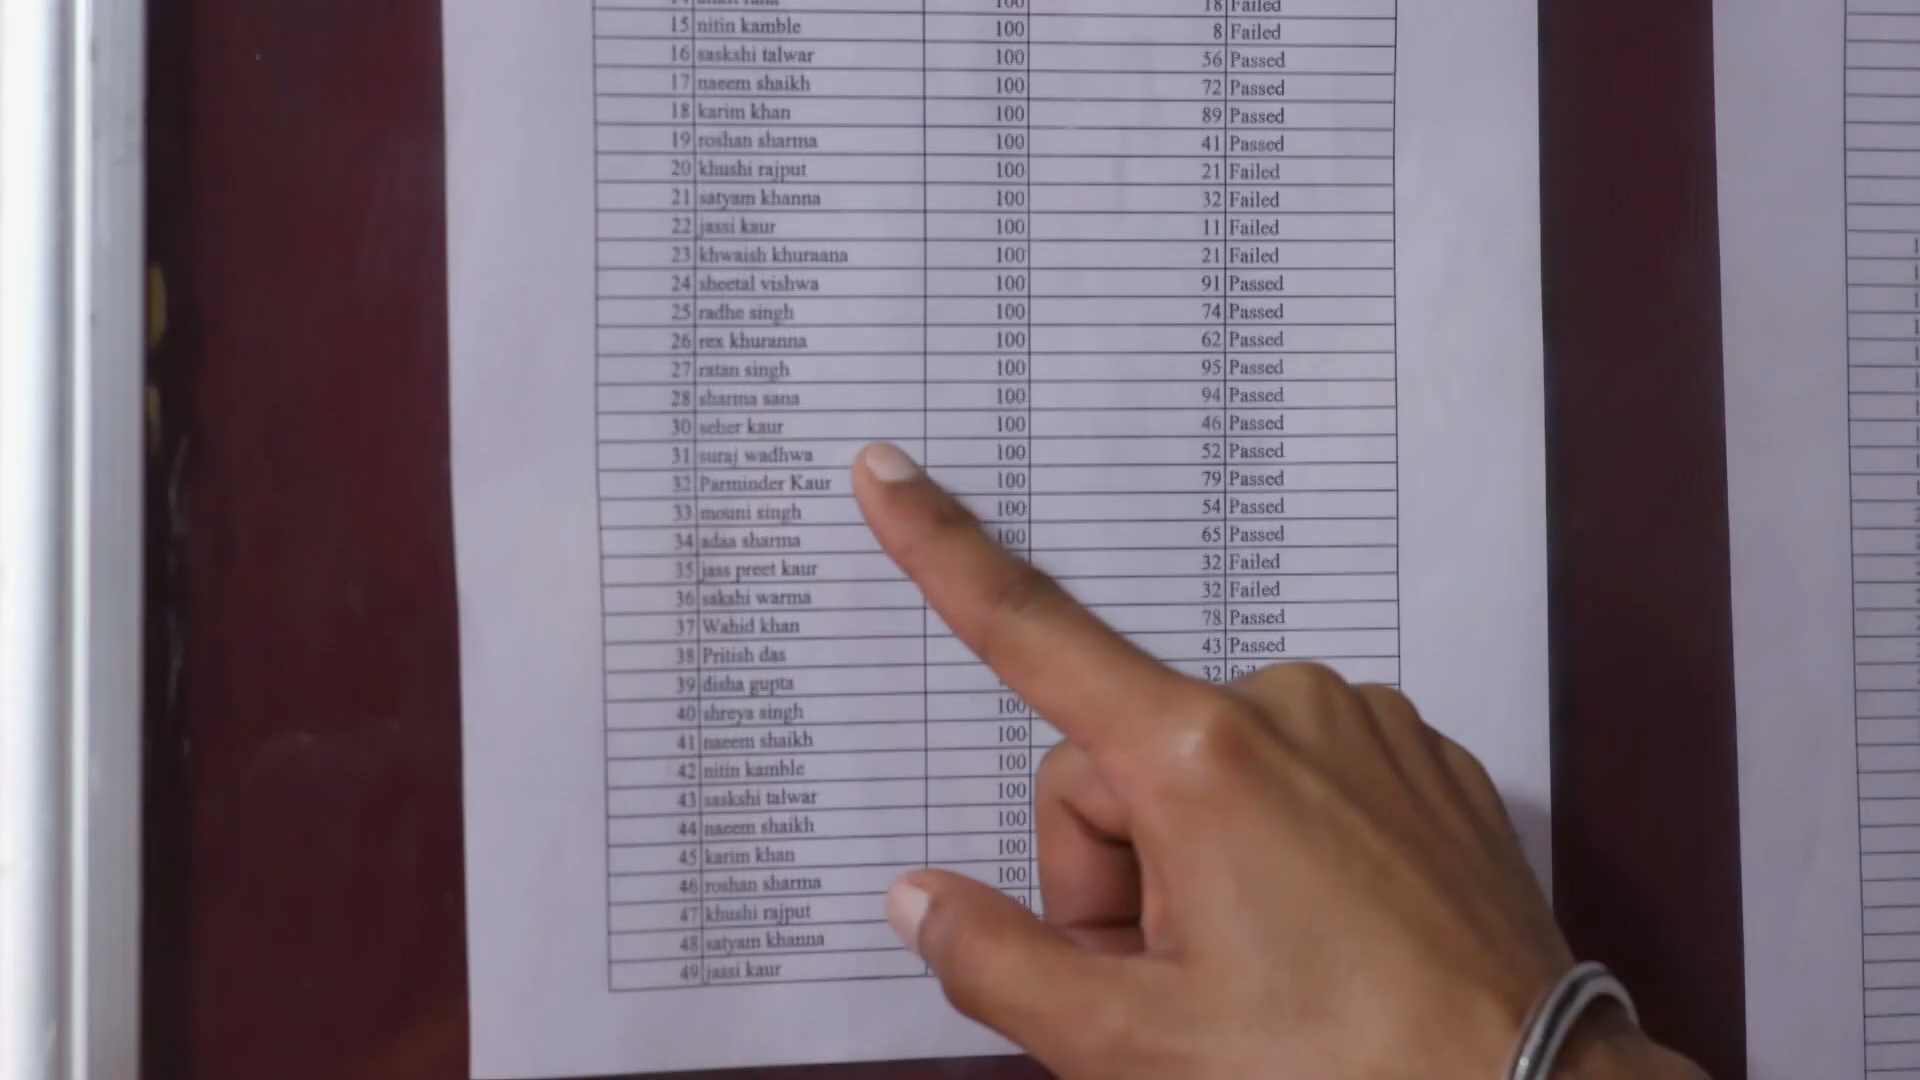 18 Failed
15 nitin kamble 100 8 Failed
16 saskshi talwar 100 56 Passed
17 naeem shaikh 100 72 Passed
18 karim khan 100 89 Passed
19 roshan sharma 100 41 Passed
20 khushi rajput 100 21 Failed
21 satyam khanna 100 32 Failed
22 jassi kaur 100 11 Failed
23 khwaish khuraana 100 21 Failed
24 sheetal vishwa 100 91 Passed
25 radhe singh 100 74 Passed
26 rex khuranna 100 62 Passed
27 ratan singh 100 95 Passed
28 sharma sana 100 94 Passed
30 seher kaur 100 46 Passed
31 suraj wadhwa 100 52 Passed
32 Parminder Kaur 100 79 Passed
33 mouni singh 100 54 Passed
34 adaa sharma 100 65 Passed
35 jass preet kaur 32 Failed
36 sakshi warma 32 Failed
37 Wahid khan 78 Passed
38 Pritish das 43 Passed
39 disha gupta 32
40 shreya singh 100
41 naeem shaikh 100
42 nitin kamble 100
43 saskshi talwar 100
44 naeem shaikh 100
45 karim khan 100
46 roshan sharma 100
47 khushi rajput
48 satyam khanna
49 jassi kaur